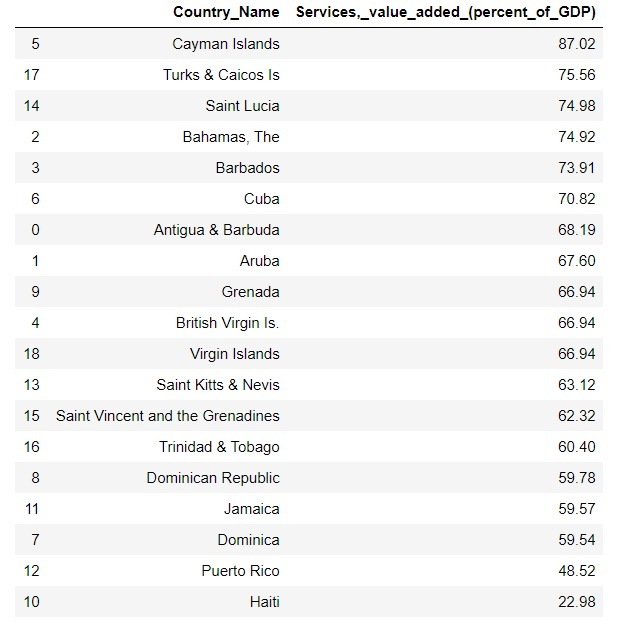 Country_Name Services,_value_added_(percent_of_GDP)
5 Cayman Islands 87.02
17 Turks & Caicos Is 75.56
14 Saint Lucia 74.98
2 Bahamas, The 74.92
3 Barbados 73.91
6 Cuba 70.82
0 Antigua & Barbuda 68.19
1 Aruba 67.60
9 Grenada 66.94
4 British Virgin Is. 66.94
18 Virgin Islands 66.94
13 Saint Kitts & Nevis 63.12
15 Saint Vincent and the Grenadines 62.32
16 Trinidad & Tobago 60.40
8 Dominican Republic 59.78
11 Jamaica 59.57
7 Dominica 59.54
12 Puerto Rico 48.52
10 Haiti 22.98